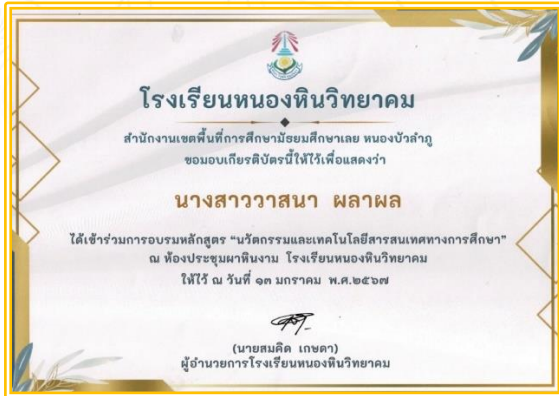 โรงเรียนหนองหินวิทยาคม
สำนักงานเขตพื้นที่การศึกษามัธยมศึกษาเลย หนองบัวลำภู
ขอมอบเกียรติบัตรนี้ให้ไว้เพื่อแสดงว่า
นางสาววาสนา ผลาผล
ได้เข้าร่วมการอบรมหลักสูตร “นวัตกรรมและเทคโนโลยีสารสนเทศทางการศึกษา”
ณ ห้องประชุมผาหินงาม โรงเรียนหนองหินวิทยาคม
ให้ไว้ ณ วันที่ ๑๓ มกราคม พ.ศ.๒๕๖๗
(นายสมคิด เกษดา)
ผู้อำนวยการโรงเรียนหนองหินวิทยาคม